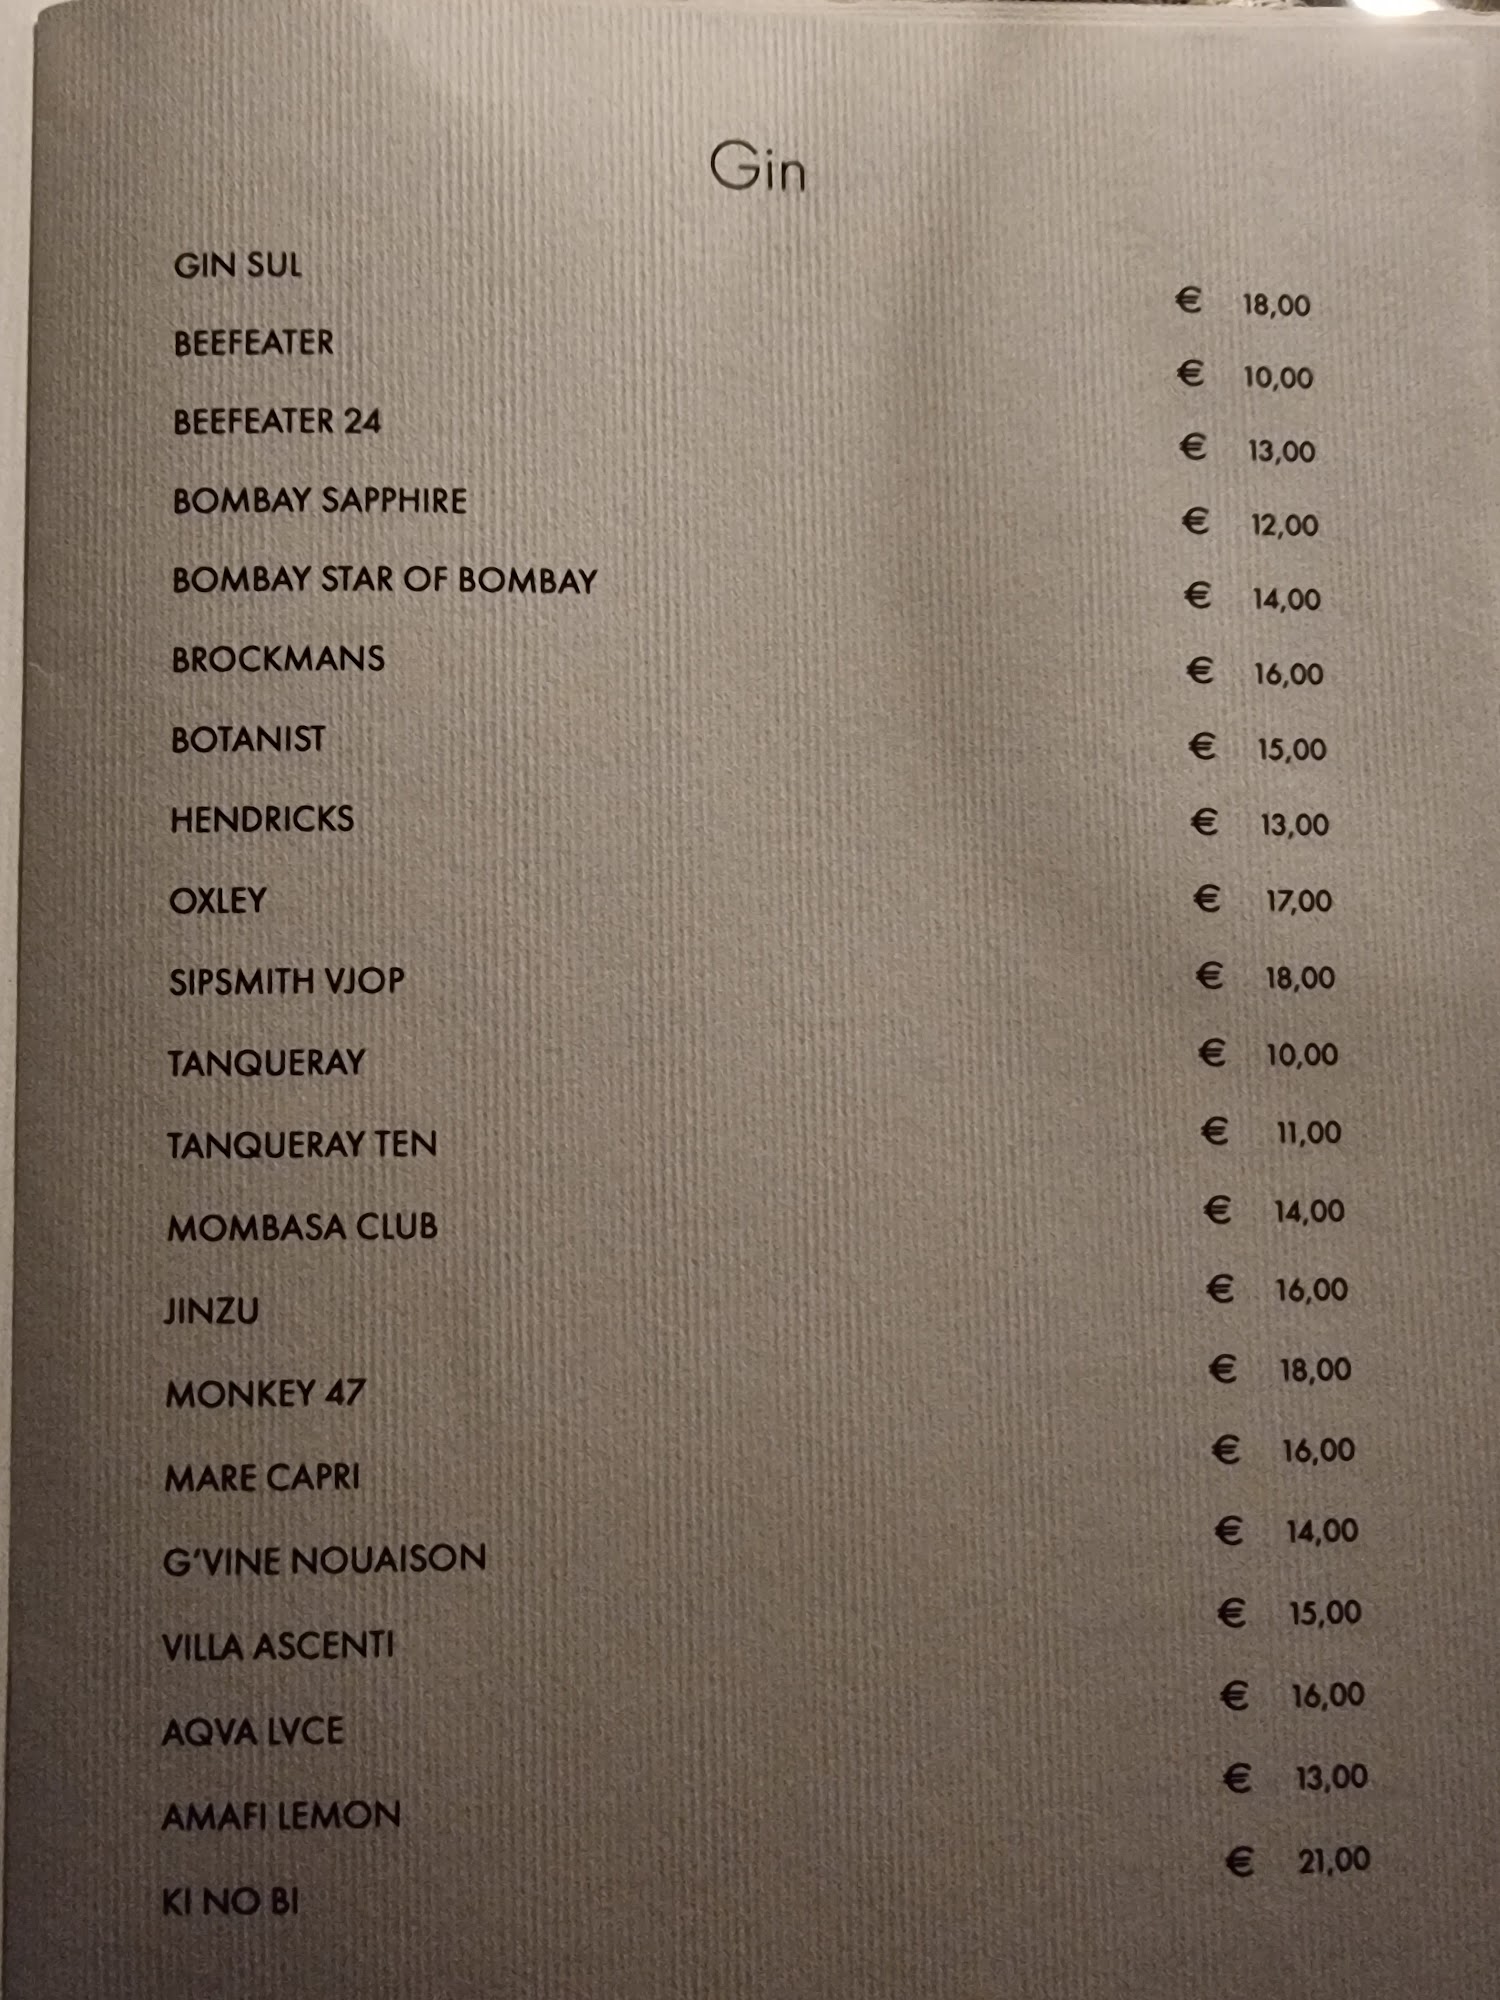 Gin
GIN SUL € 18,00
BEEFEATER € 10,00
BEEFEATER 24 € 13,00
BOMBAY SAPPHIRE € 12,00
BOMBAY STAR OF BOMBAY € 14,00
BROCKMANS € 16,00
BOTANIST € 15,00
HENDRICKS € 13,00
OXLEY € 17,00
SIPSMITH VJOP € 18,00
TANQUERAY € 10,00
TANQUERAY TEN € 11,00
MOMBASA CLUB € 14,00
JINZU € 16,00
MONKEY 47 € 18,00
MARE CAPRI € 16,00
G'VINE NOUAISON € 14,00
VILLA ASCENTI € 15,00
AQVA LVCE € 16,00
AMAFI LEMON € 13,00
KI NO BI € 21,00